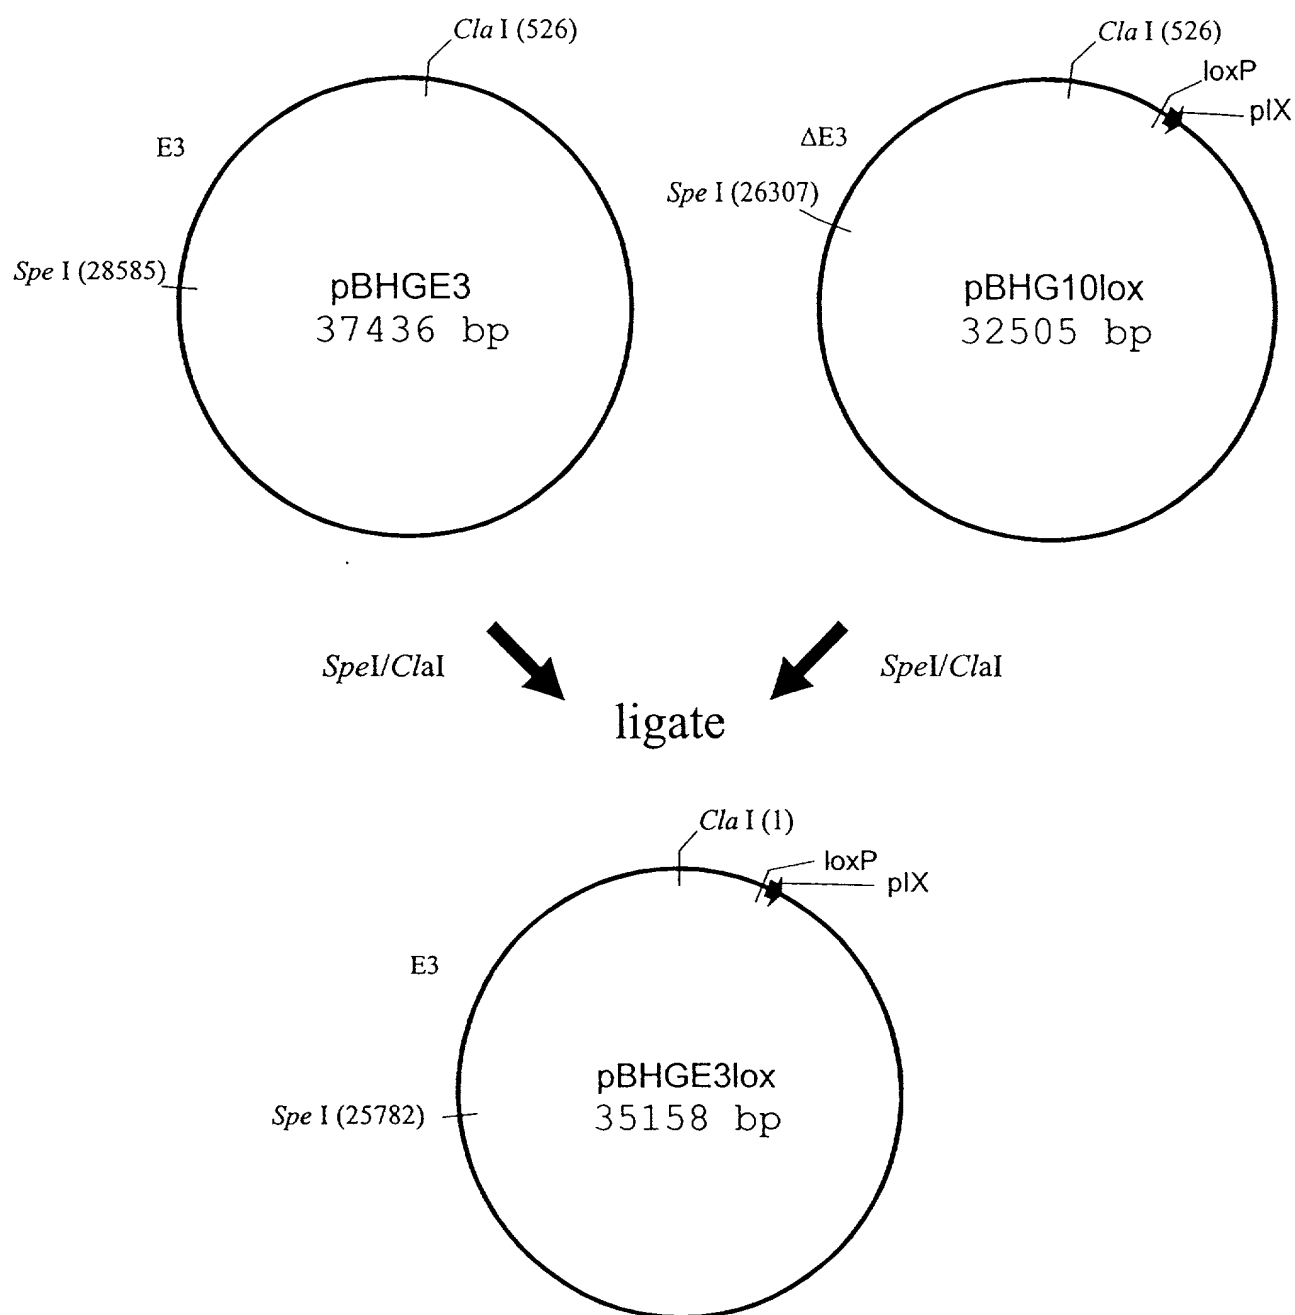 Cla I (526)
E3
Spe I (28585)
pBHGE3
37436 bp
Cla I (526)
loxP
pIX
ΔE3
Spe I (26307)
pBHG10lox
32505 bp
SpeI/ClaI
SpeI/ClaI
ligate
Cla I (1)
loxP
pIX
E3
Spe I (25782)
pBHGE3lox
35158 bp